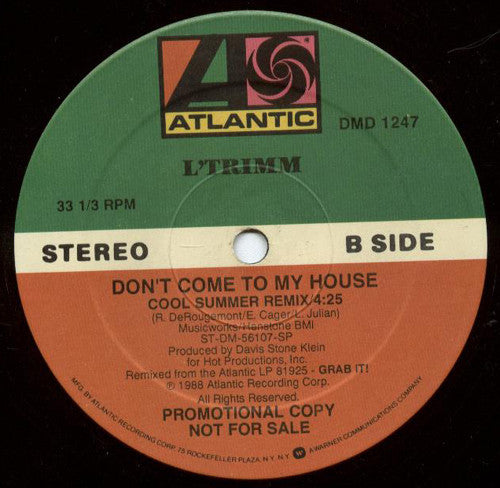 ATLANTIC
DMD 1247
L'TRIMM
33 1/3 RPM
STEREO
B SIDE
DON'T COME TO MY HOUSE
COOL SUMMER REMIX/4:25
(R. DeRougemont/E. Cager/L. Julian)
Musicworks/Henstone BMI
ST-DM-56107-SP
Produced by Davis Stone Klein
for Hot Productions, Inc.
Remixed from the Atlantic LP 81925 - GRAB IT!
℗ 1988 Atlantic Recording Corp.
All Rights Reserved.
PROMOTIONAL COPY
NOT FOR SALE
MFG. BY ATLANTIC RECORDING CORP. 75 ROCKEFELLER PLAZA, N.Y. N.Y. W A WARNER COMMUNICATIONS COMPANY